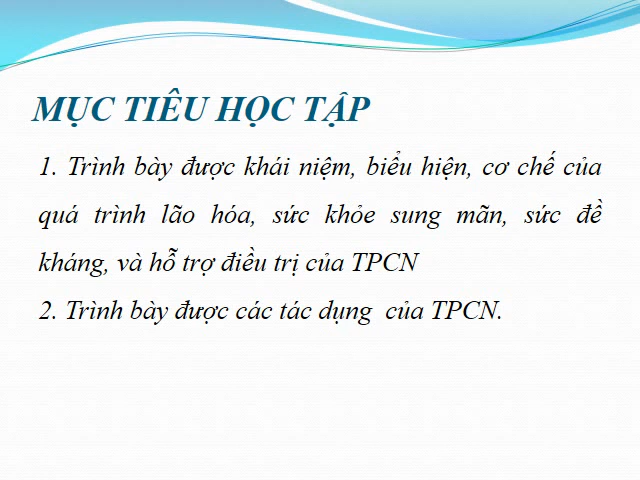 MỤC TIÊU HỌC TẬP
1. Trình bày được khái niệm, biểu hiện, cơ chế của
quá trình lão hóa, sức khỏe sung mãn, sức đề
kháng, và hỗ trợ điều trị của TPCN
2. Trình bày được các tác dụng  của TPCN.